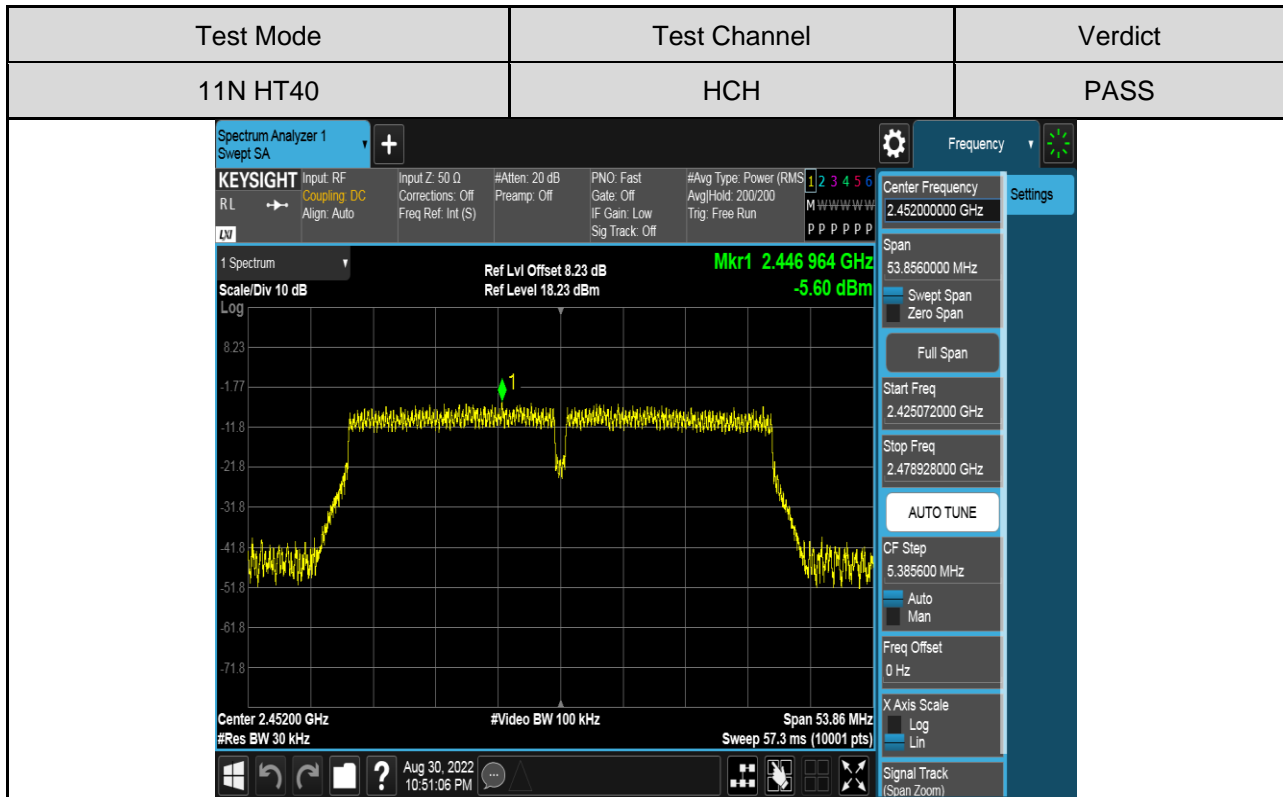 Test Mode Test Channel Verdict
11N HT40 HCH PASS
Spectrum Analyzer 1
Swept SA
Frequency
Settings
KEYSIGHT
RL
LXI
Input: RF
Coupling: DC
Align: Auto
Input Z: 50 Ω
Corrections: Off
Freq Ref: Int (S)
#Atten: 20 dB
Preamp: Off
PNO: Fast
Gate: Off
IF Gain: Low
Sig Track: Off
#Avg Type: Power (RMS
Avg|Hold: 200/200
Trig: Free Run
1 2 3 4 5 6
M W W W W W
P P P P P P
1 Spectrum
Scale/Div 10 dB
Log
Ref Lvl Offset 8.23 dB
Ref Level 18.23 dBm
Mkr1 2.446 964 GHz
-5.60 dBm
1
8.23
-1.77
-11.8
-21.8
-31.8
-41.8
-51.8
-61.8
-71.8
Center 2.45200 GHz
#Res BW 30 kHz
#Video BW 100 kHz
Span 53.86 MHz
Sweep 57.3 ms (10001 pts)
Center Frequency
2.452000000 GHz
Span
53.8560000 MHz
Swept Span
Zero Span
Full Span
Start Freq
2.425072000 GHz
Stop Freq
2.478928000 GHz
AUTO TUNE
CF Step
5.385600 MHz
Auto
Man
Freq Offset
0 Hz
X Axis Scale
Log
Lin
Signal Track
(Span Zoom)
?
Aug 30, 2022
10:51:06 PM